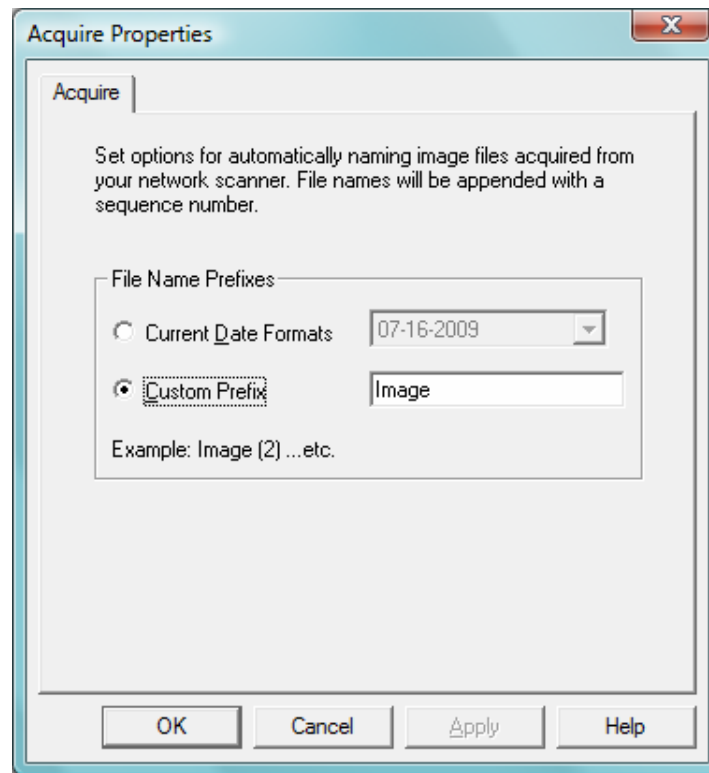 Acquire Properties
X
Acquire
Set options for automatically naming image files acquired from
your network scanner. File names will be appended with a
sequence number.
File Name Prefixes
Current Date Formats 07-16-2009
Custom Prefix Image
Example: Image (2) ...etc.
OK Cancel Apply Help